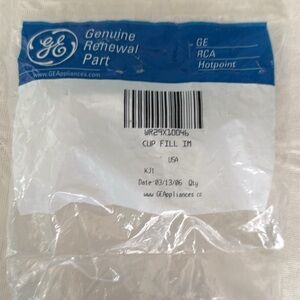 GE
Genuine
Renewal
Part
www.GEAppliances.com
GE
RCA
Hotpoint
WR29X10046
CUP FILL IM
USA
KJ1
Date:03/13/06 Qty
www.GEAppliances.co